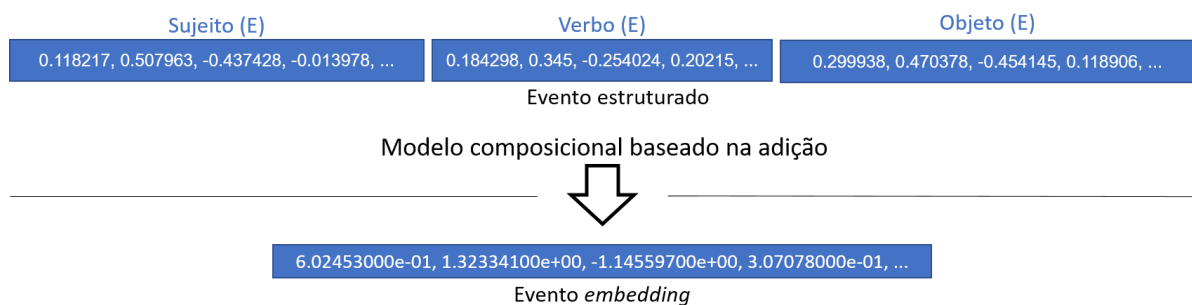 Sujeito (E) Verbo (E) Objeto (E)
0.118217, 0.507963, -0.437428, -0.013978, ... 0.184298, 0.345, -0.254024, 0.20215, ... 0.299938, 0.470378, -0.454145, 0.118906, ...
Evento estruturado
Modelo composicional baseado na adição
6.02453000e-01, 1.32334100e+00, -1.14559700e+00, 3.07078000e-01, ...
Evento embedding